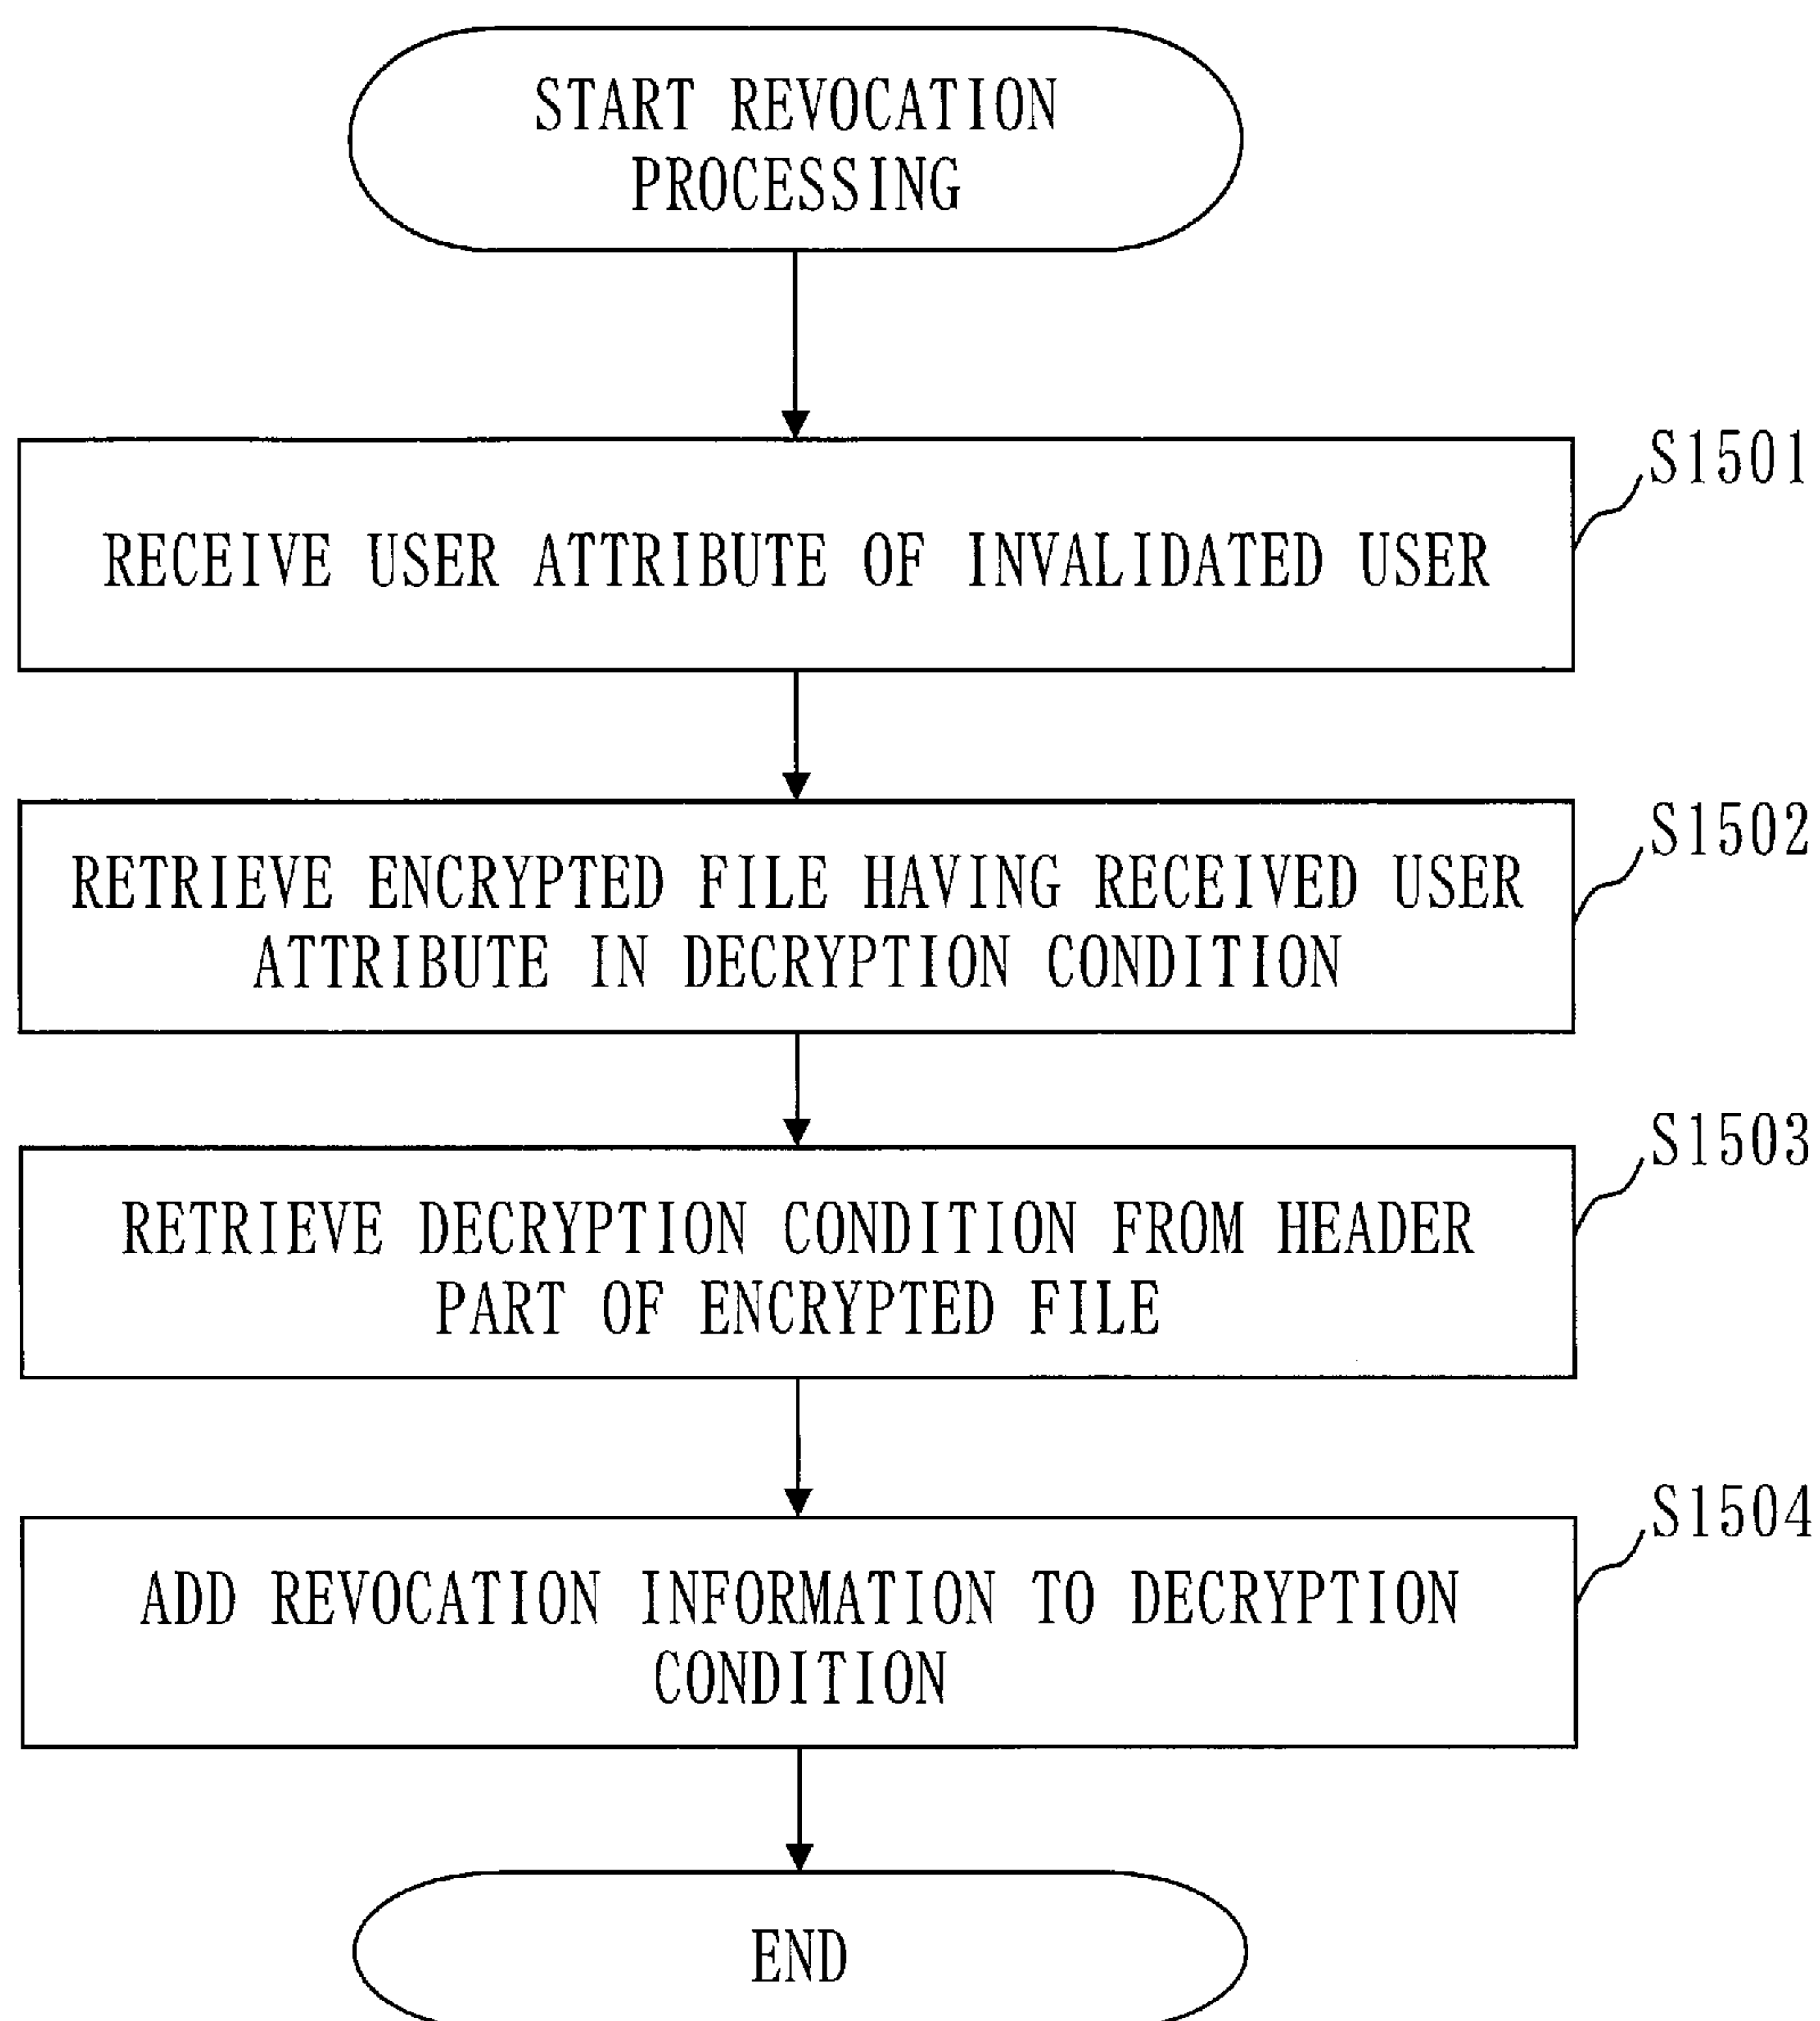 START REVOCATION
PROCESSING
S1501
RECEIVE USER ATTRIBUTE OF INVALIDATED USER
S1502
RETRIEVE ENCRYPTED FILE HAVING RECEIVED USER
ATTRIBUTE IN DECRYPTION CONDITION
S1503
RETRIEVE DECRYPTION CONDITION FROM HEADER
PART OF ENCRYPTED FILE
S1504
ADD REVOCATION INFORMATION TO DECRYPTION
CONDITION
END